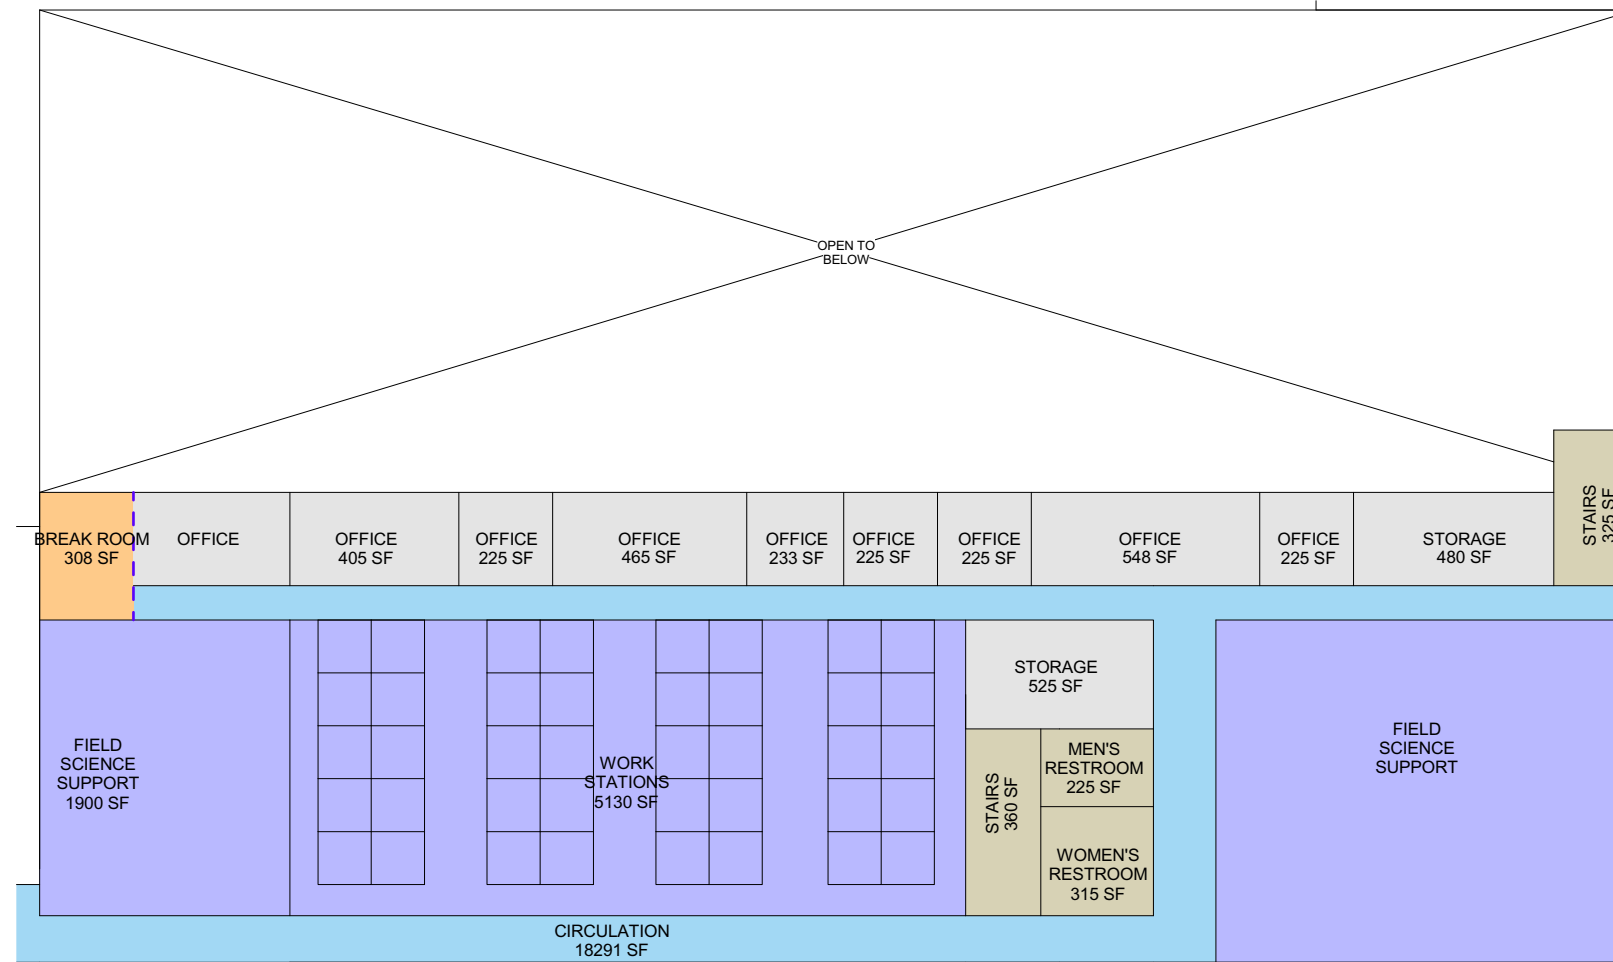 OPEN TO
BELOW
BREAK ROOM
308 SF
OFFICE
OFFICE
405 SF
OFFICE
225 SF
OFFICE
465 SF
OFFICE
233 SF
OFFICE
225 SF
OFFICE
225 SF
OFFICE
548 SF
OFFICE
225 SF
STORAGE
480 SF
STAIRS
325 SF
FIELD
SCIENCE
SUPPORT
1900 SF
WORK
STATIONS
5130 SF
STORAGE
525 SF
STAIRS
360 SF
MEN'S
RESTROOM
225 SF
WOMEN'S
RESTROOM
315 SF
FIELD
SCIENCE
SUPPORT
CIRCULATION
18291 SF